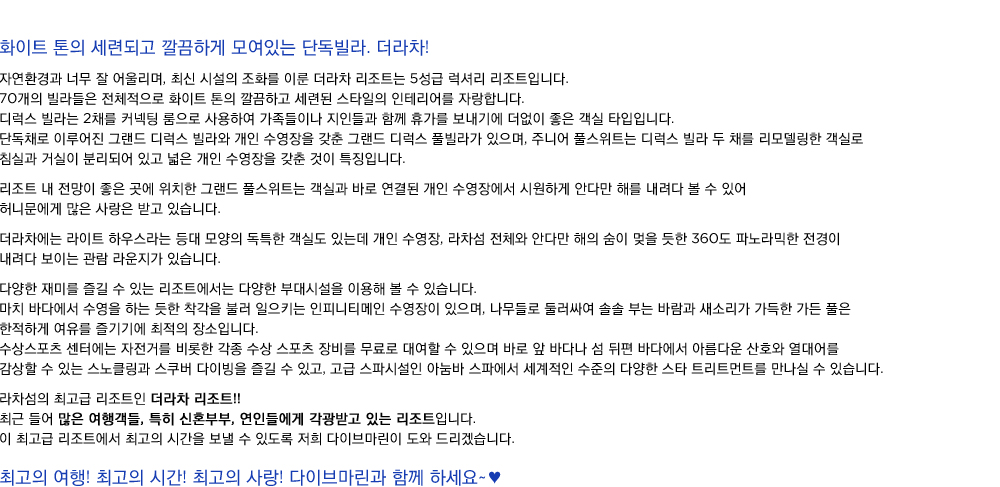 화이트 톤의 세련되고 깔끔하게 모여있는 단독빌라. 더라차!
자연환경과 너무 잘 어울리며, 최신 시설의 조화를 이룬 더라차 리조트는 5성급 럭셔리 리조트입니다.
70개의 빌라들은 전체적으로 화이트 톤의 깔끔하고 세련된 스타일의 인테리어를 자랑합니다.
디럭스 빌라는 2채를 커넥팅 룸으로 사용하여 가족들이나 지인들과 함께 휴가를 보내기에 더없이 좋은 객실 타입입니다.
단독채로 이루어진 그랜드 디럭스 빌라와 개인 수영장을 갖춘 그랜드 디럭스 풀빌라가 있으며, 주니어 풀스위트는 디럭스 빌라 두 채를 리모델링한 객실로
침실과 거실이 분리되어 있고 넓은 개인 수영장을 갖춘 것이 특징입니다.
리조트 내 전망이 좋은 곳에 위치한 그랜드 풀스위트는 객실과 바로 연결된 개인 수영장에서 시원하게 안다만 해를 내려다 볼 수 있어
허니문에게 많은 사랑은 받고 있습니다.
더라차에는 라이트 하우스라는 등대 모양의 독특한 객실도 있는데 개인 수영장, 라차섬 전체와 안다만 해의 숨이 멎을 듯한 360도 파노라믹한 전경이
내려다 보이는 관람 라운지가 있습니다.
다양한 재미를 즐길 수 있는 리조트에서는 다양한 부대시설을 이용해 볼 수 있습니다.
마치 바다에서 수영을 하는 듯한 착각을 불러 일으키는 인피니티메인 수영장이 있으며, 나무들로 둘러싸여 솔솔 부는 바람과 새소리가 가득한 가든 풀은
한적하게 여유를 즐기기에 최적의 장소입니다.
수상스포츠 센터에는 자전거를 비롯한 각종 수상 스포츠 장비를 무료로 대여할 수 있으며 바로 앞 바다나 섬 뒤편 바다에서 아름다운 산호와 열대어를
감상할 수 있는 스노클링과 스쿠버 다이빙을 즐길 수 있고, 고급 스파시설인 아눔바 스파에서 세계적인 수준의 다양한 스타 트리트먼트를 만나실 수 있습니다.
라차섬의 최고급 리조트인 더라차 리조트!!
최근 들어 많은 여행객들, 특히 신혼부부, 연인들에게 각광받고 있는 리조트입니다.
이 최고급 리조트에서 최고의 시간을 보낼 수 있도록 저희 다이브마린이 도와 드리겠습니다.
최고의 여행! 최고의 시간! 최고의 사랑! 다이브마린과 함께 하세요~♥